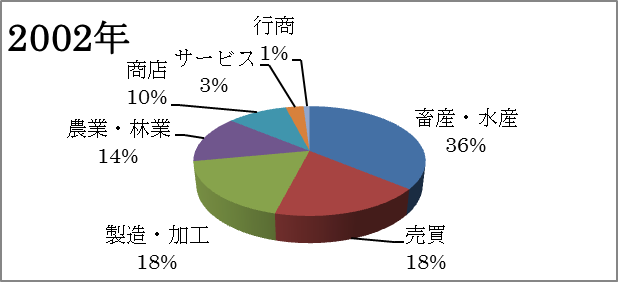 2002年
行商
1%
サービス
3%
商店
10%
農業・林業
14%
畜産・水産
36%
製造・加工
18%
売買
18%